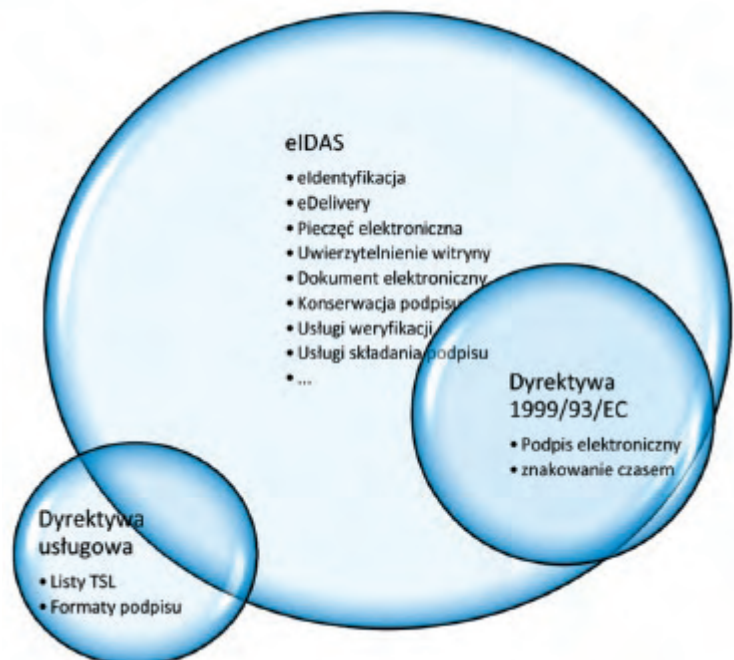 eIDAS
• eIdentyfikacja
• eDelivery
• Pieczęć elektroniczna
• Uwierzytelnienie witryny
• Dokument elektroniczny
• Konserwacja podpisu
• Usługi weryfikacji
• Usługi składania podpisu
• ...
Dyrektywa
1999/93/EC
• Podpis elektroniczny
• znakowanie czasem
Dyrektywa
usługowa
• Listy TSL
• Formaty podpisu